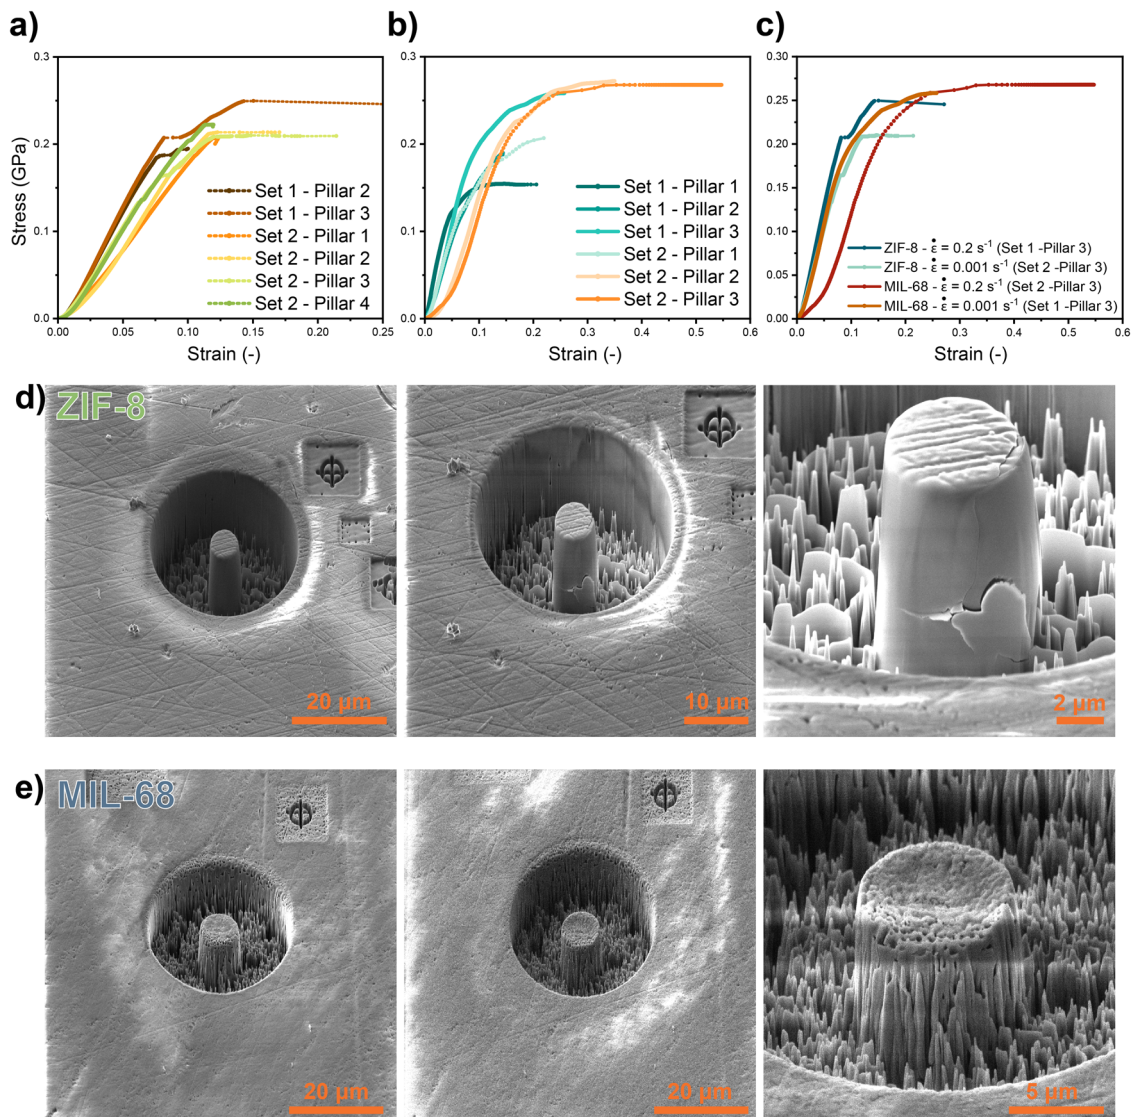 a)
b)
c)
0.3
0.2
0.1
0.0
0.00
0.05
0.10
0.15
0.20
0.25
Stress (GPa)
Strain (-)
Set 1 - Pillar 2
Set 1 - Pillar 3
Set 2 - Pillar 1
Set 2 - Pillar 2
Set 2 - Pillar 3
Set 2 - Pillar 4
0.3
0.2
0.1
0.0
0.0
0.1
0.2
0.3
0.4
0.5
0.6
Strain (-)
Set 1 - Pillar 1
Set 1 - Pillar 2
Set 1 - Pillar 3
Set 2 - Pillar 1
Set 2 - Pillar 2
Set 2 - Pillar 3
0.30
0.25
0.20
0.15
0.10
0.05
0.00
0.0
0.1
0.2
0.3
0.4
0.5
0.6
Strain (-)
ZIF-8 - ε̇ = 0.2 s⁻¹ (Set 1 -Pillar 3)
ZIF-8 - ε̇ = 0.001 s⁻¹ (Set 2 -Pillar 3)
MIL-68 - ε̇ = 0.2 s⁻¹ (Set 2 -Pillar 3)
MIL-68 - ε̇ = 0.001 s⁻¹ (Set 1 -Pillar 3)
d)
ZIF-8
20 µm
10 µm
2 µm
e)
MIL-68
20 µm
20 µm
5 µm